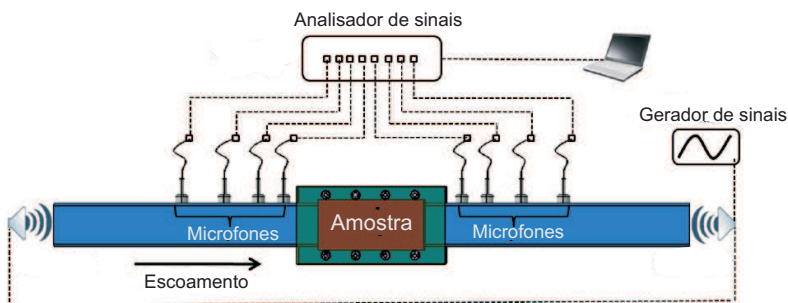 Analisador de sinais
Gerador de sinais
Amostra
Microfones
Microfones
Escoamento